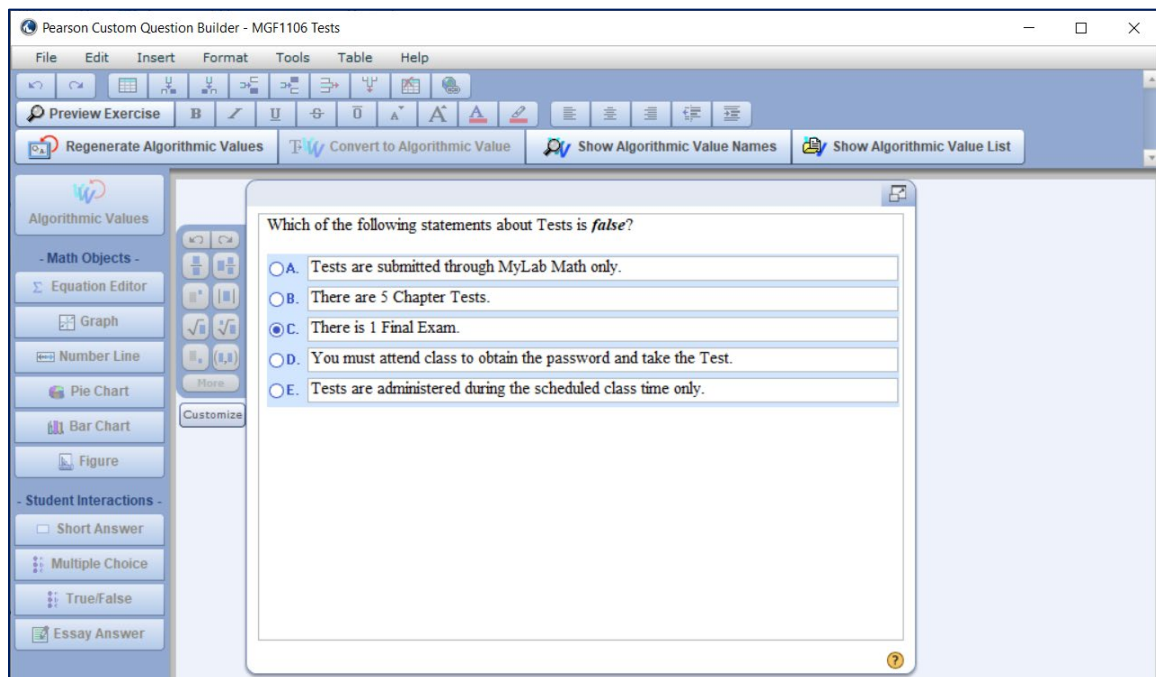 Pearson Custom Question Builder - MGF1106 Tests
File Edit Insert Format Tools Table Help
Preview Exercise B I U S 0 A A A
Regenerate Algorithmic Values Convert to Algorithmic Value Show Algorithmic Value Names Show Algorithmic Value List
Algorithmic Values
- Math Objects -
Σ Equation Editor
Graph
Number Line
Pie Chart
Bar Chart
Figure
- Student Interactions -
Short Answer
Multiple Choice
True/False
Essay Answer
More
Customize
Which of the following statements about Tests is false?
A. Tests are submitted through MyLab Math only.
B. There are 5 Chapter Tests.
C. There is 1 Final Exam.
D. You must attend class to obtain the password and take the Test.
E. Tests are administered during the scheduled class time only.
?